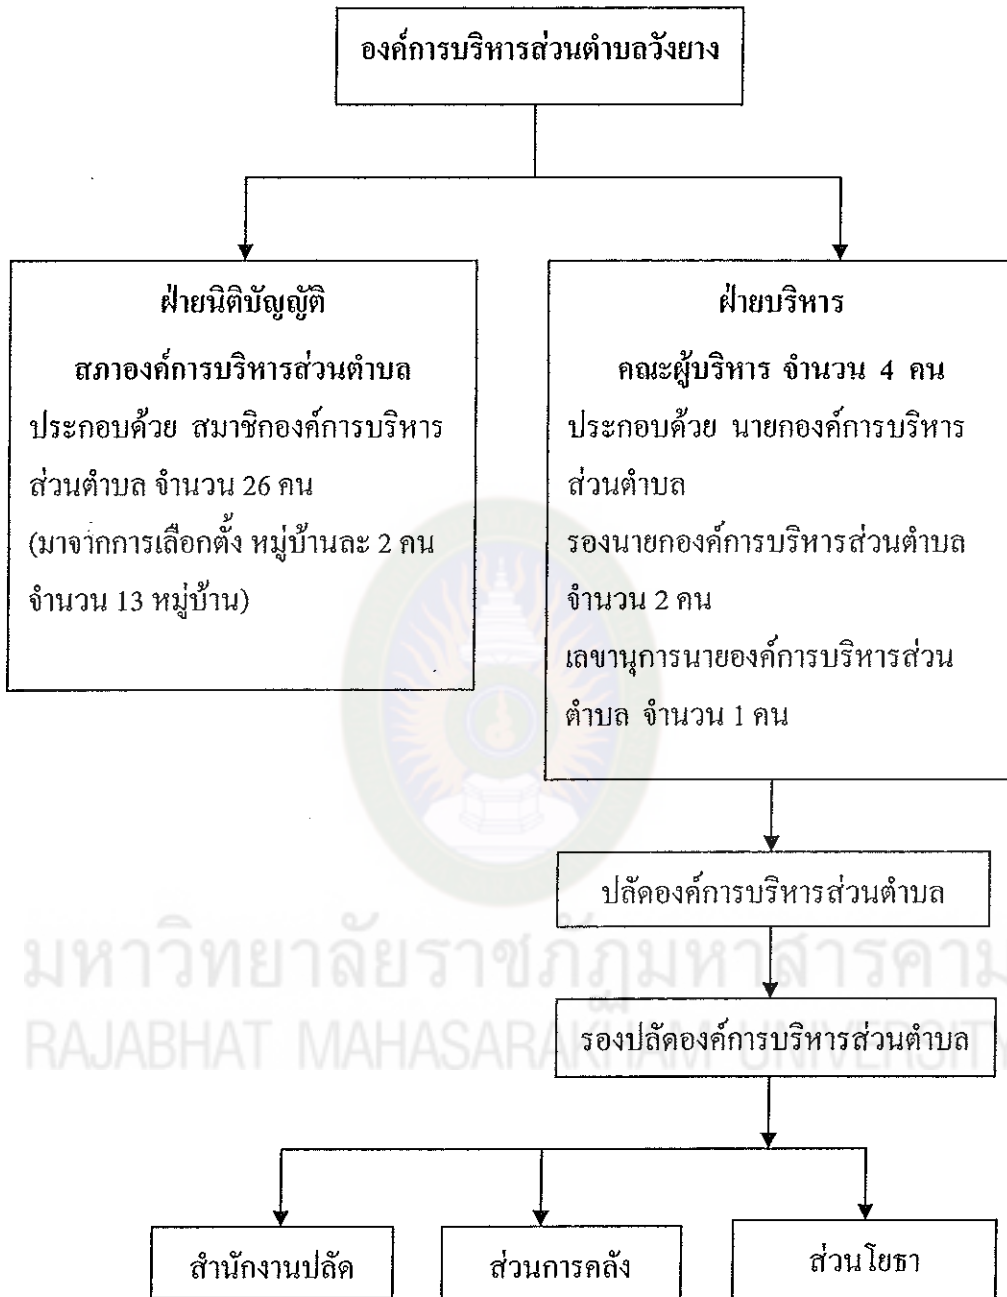 องค์การบริหารส่วนตำบลวังยาง
ฝ่ายนิติบัญญัติ
สภาองค์การบริหารส่วนตำบล
ประกอบด้วย สมาชิกองค์การบริหาร
ส่วนตำบล จำนวน 26 คน
(มาจากการเลือกตั้ง หมู่บ้านละ 2 คน
จำนวน 13 หมู่บ้าน)
ฝ่ายบริหาร
คณะผู้บริหาร จำนวน 4 คน
ประกอบด้วย นายกองค์การบริหาร
ส่วนตำบล
รองนายกองค์การบริหารส่วนตำบล
จำนวน 2 คน
เลขานุการนายองค์การบริหารส่วน
ตำบล จำนวน 1 คน
ปลัดองค์การบริหารส่วนตำบล
มหาวิทยาลัยราชภัฏมหาสารคาม
รองปลัดองค์การบริหารส่วนตำบล
RAJABHAT MAHASARAKHAM UNIVERSITY
สำนักงานปลัด
ส่วนการคลัง
ส่วนโยธา